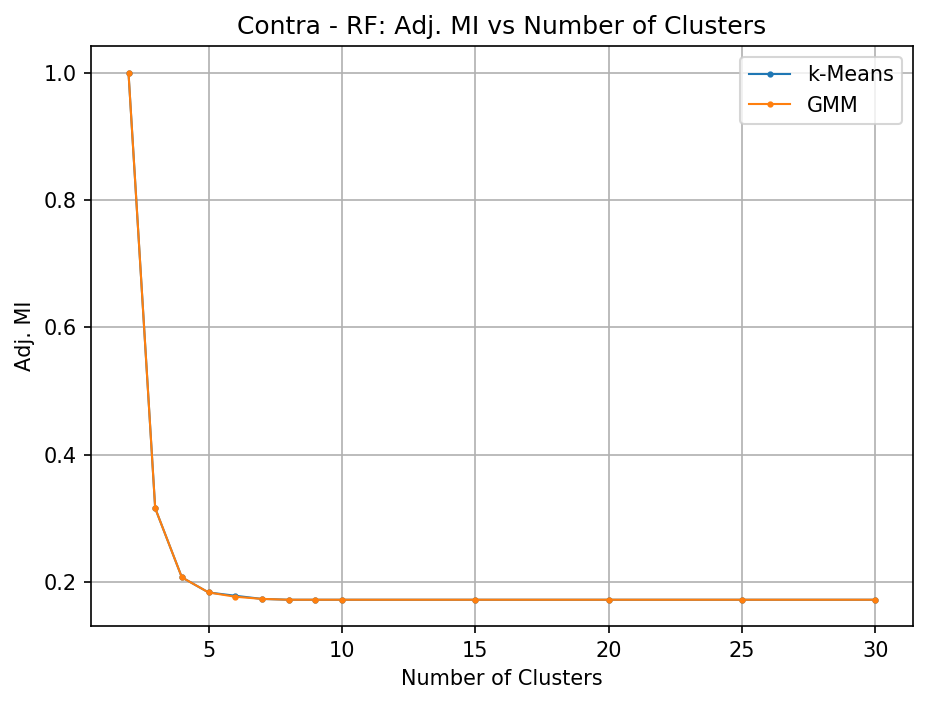 Contra - RF: Adj. MI vs Number of Clusters
k-Means
GMM
Adj. MI
1.0
0.8
0.6
0.4
0.2
5 10 15 20 25 30
Number of Clusters